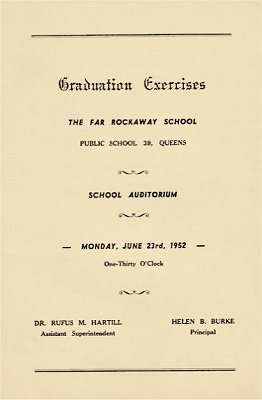 Graduation Exercises
THE FAR ROCKAWAY SCHOOL
PUBLIC SCHOOL 39, QUEENS
SCHOOL AUDITORIUM
— MONDAY, JUNE 23rd, 1952 —
One-Thirty O'Clock
DR. RUFUS M. HARTILL HELEN B. BURKE
Assistant Superintendent Principal